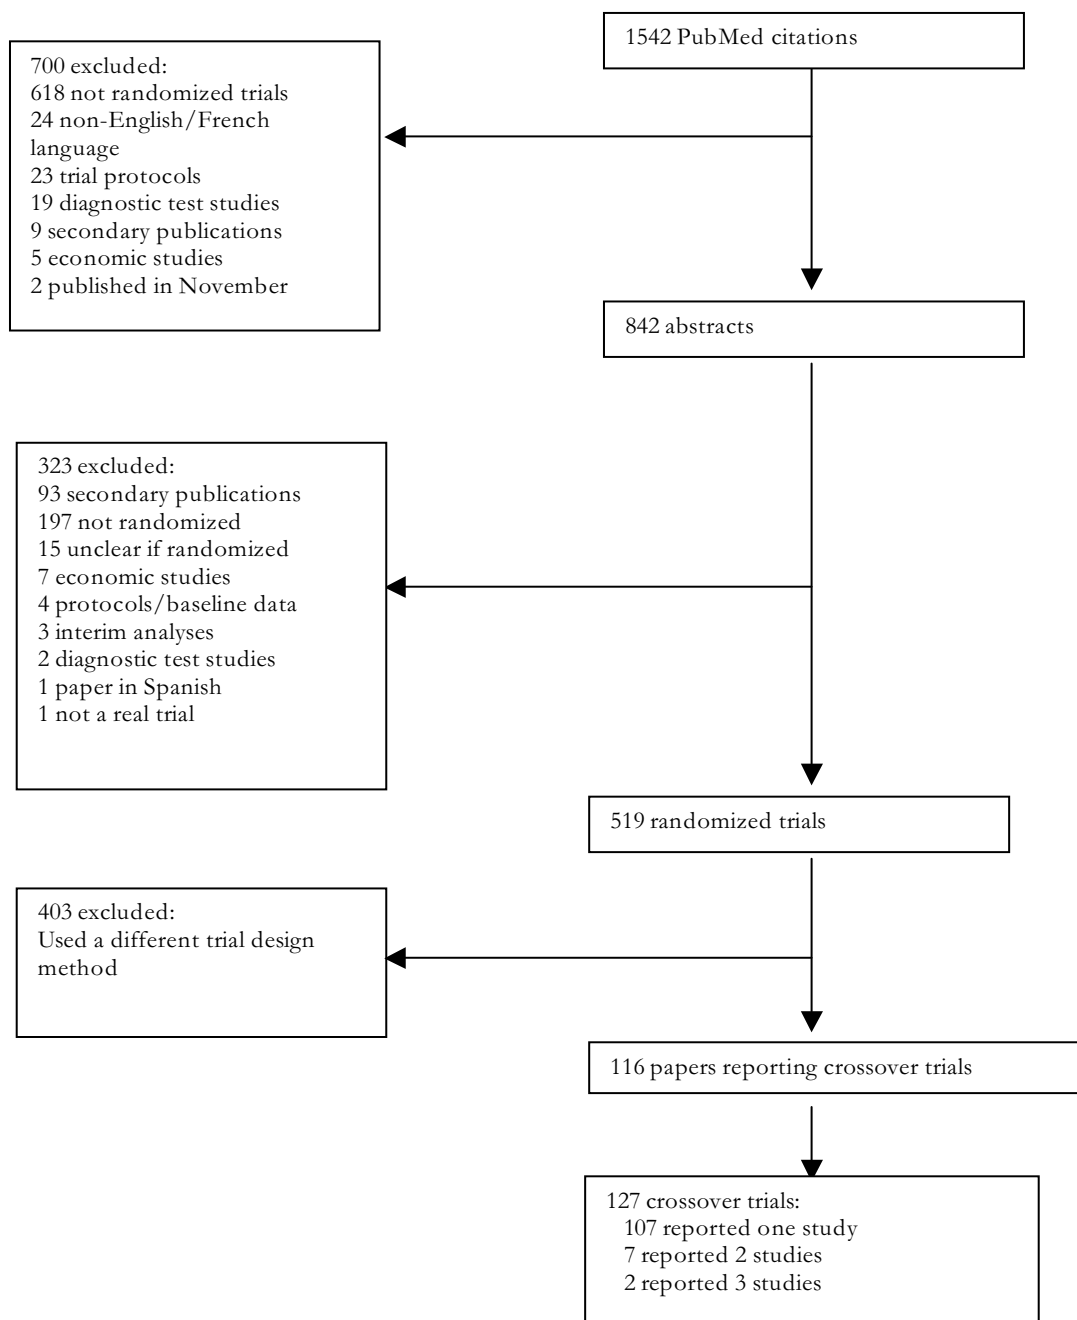 1542 PubMed citations
700 excluded:
618 not randomized trials
24 non-English/French
language
23 trial protocols
19 diagnostic test studies
9 secondary publications
5 economic studies
2 published in November
842 abstracts
323 excluded:
93 secondary publications
197 not randomized
15 unclear if randomized
7 economic studies
4 protocols/baseline data
3 interim analyses
2 diagnostic test studies
1 paper in Spanish
1 not a real trial
519 randomized trials
403 excluded:
Used a different trial design
method
116 papers reporting crossover trials
127 crossover trials:
107 reported one study
7 reported 2 studies
2 reported 3 studies